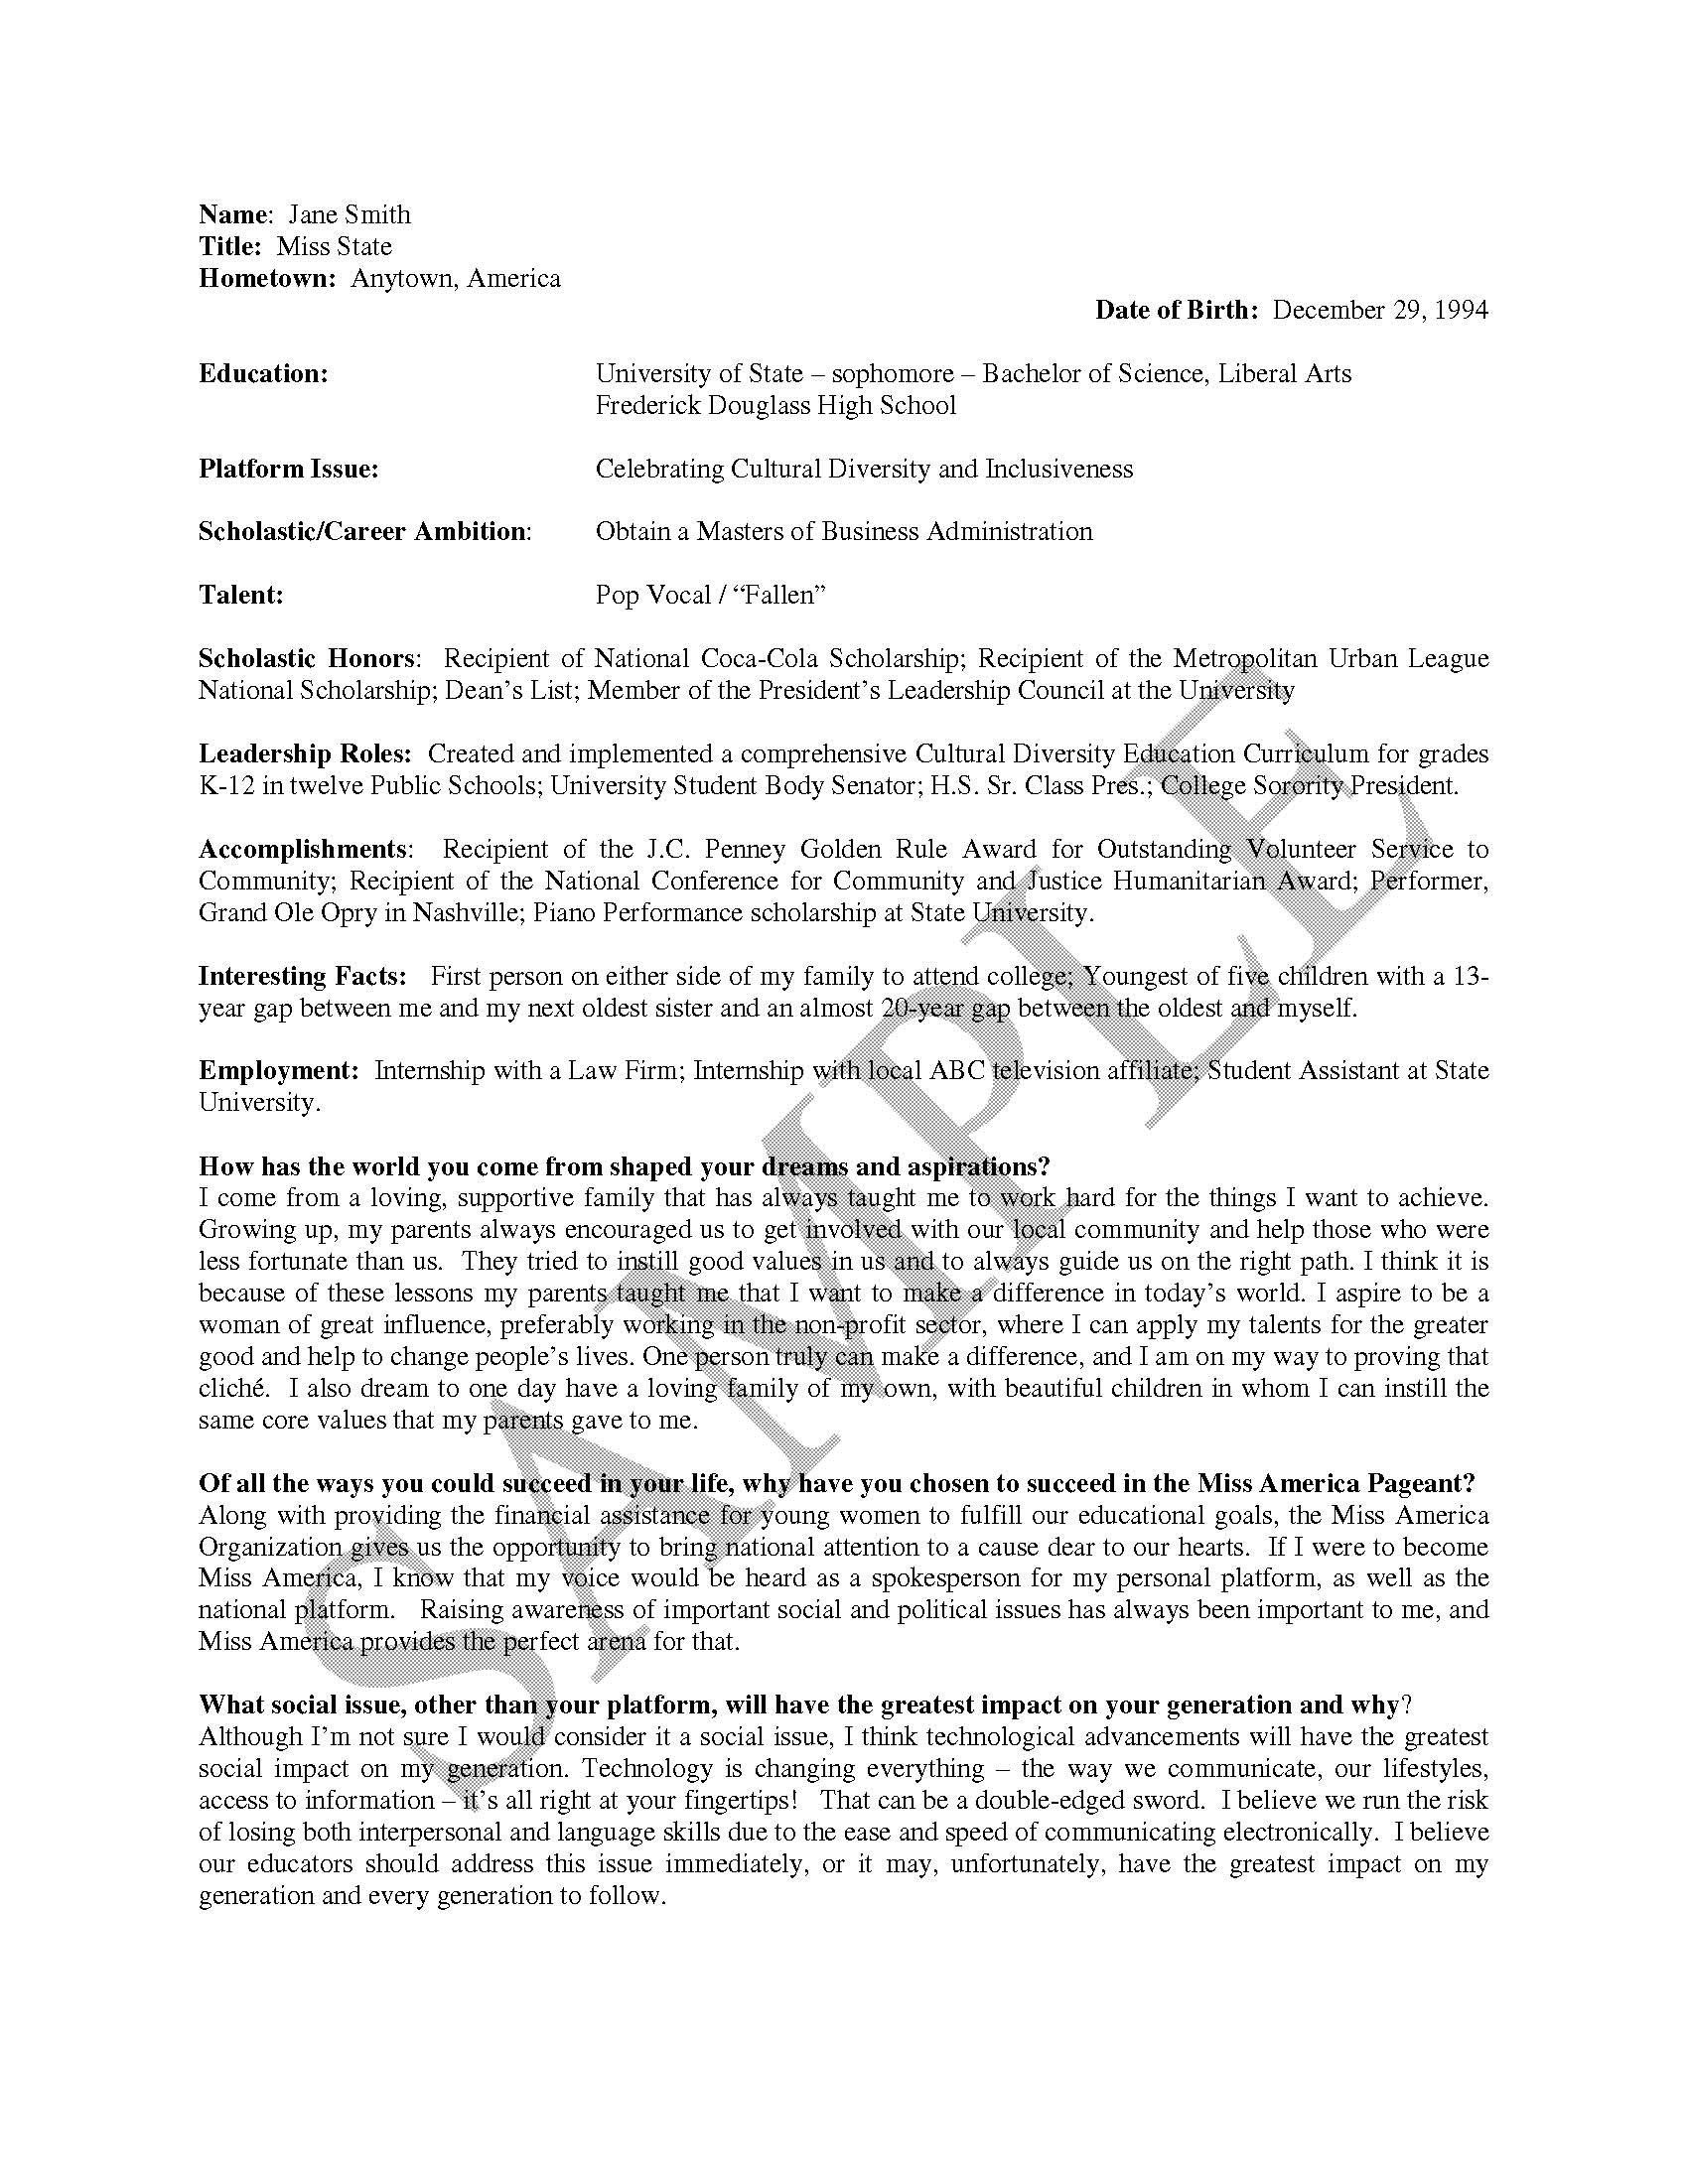 Name:  Jane Smith
Title:  Miss State
Hometown:  Anytown, America
Date of Birth:  December 29, 1994
Education: University of State – sophomore – Bachelor of Science, Liberal Arts
Frederick Douglass High School
Platform Issue: Celebrating Cultural Diversity and Inclusiveness
Scholastic/Career Ambition: Obtain a Masters of Business Administration
Talent: Pop Vocal / “Fallen”
Scholastic Honors:  Recipient of National Coca-Cola Scholarship; Recipient of the Metropolitan Urban League
National Scholarship; Dean’s List; Member of the President’s Leadership Council at the University
Leadership Roles:  Created and implemented a comprehensive Cultural Diversity Education Curriculum for grades
K-12 in twelve Public Schools; University Student Body Senator; H.S. Sr. Class Pres.; College Sorority President.
Accomplishments:  Recipient of the J.C. Penney Golden Rule Award for Outstanding Volunteer Service to
Community; Recipient of the National Conference for Community and Justice Humanitarian Award; Performer,
Grand Ole Opry in Nashville; Piano Performance scholarship at State University.
Interesting Facts:  First person on either side of my family to attend college; Youngest of five children with a 13-
year gap between me and my next oldest sister and an almost 20-year gap between the oldest and myself.
Employment:  Internship with a Law Firm; Internship with local ABC television affiliate; Student Assistant at State
University.
How has the world you come from shaped your dreams and aspirations?
I come from a loving, supportive family that has always taught me to work hard for the things I want to achieve.
Growing up, my parents always encouraged us to get involved with our local community and help those who were
less fortunate than us.  They tried to instill good values in us and to always guide us on the right path. I think it is
because of these lessons my parents taught me that I want to make a difference in today’s world. I aspire to be a
woman of great influence, preferably working in the non-profit sector, where I can apply my talents for the greater
good and help to change people’s lives. One person truly can make a difference, and I am on my way to proving that
cliché.  I also dream to one day have a loving family of my own, with beautiful children in whom I can instill the
same core values that my parents gave to me.
Of all the ways you could succeed in your life, why have you chosen to succeed in the Miss America Pageant?
Along with providing the financial assistance for young women to fulfill our educational goals, the Miss America
Organization gives us the opportunity to bring national attention to a cause dear to our hearts.  If I were to become
Miss America, I know that my voice would be heard as a spokesperson for my personal platform, as well as the
national platform.  Raising awareness of important social and political issues has always been important to me, and
Miss America provides the perfect arena for that.
What social issue, other than your platform, will have the greatest impact on your generation and why?
Although I’m not sure I would consider it a social issue, I think technological advancements will have the greatest
social impact on my generation. Technology is changing everything – the way we communicate, our lifestyles,
access to information – it’s all right at your fingertips!  That can be a double-edged sword.  I believe we run the risk
of losing both interpersonal and language skills due to the ease and speed of communicating electronically.  I believe
our educators should address this issue immediately, or it may, unfortunately, have the greatest impact on my
generation and every generation to follow.
SAMPLE